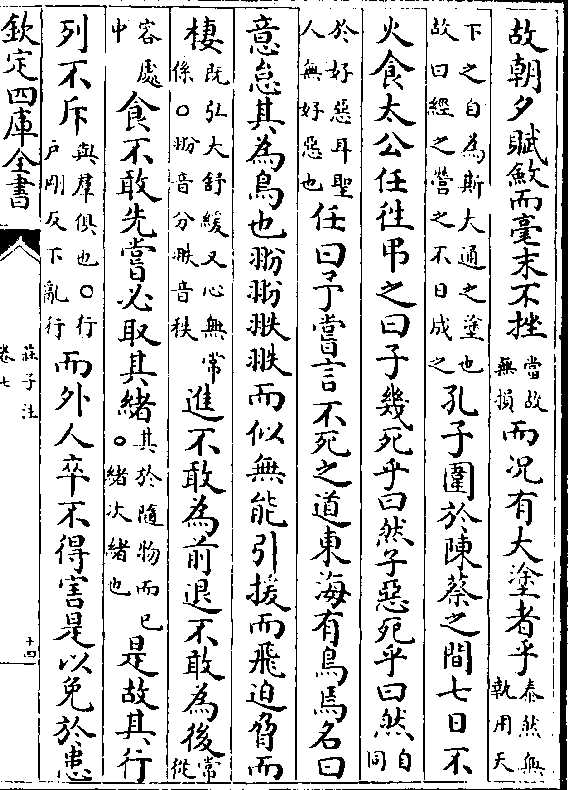 故朝夕賦斂而毫末不挫當故無損而况有大塗者乎泰然無執用天
下之自為斯大通之塗也故曰經之營之不日成之孔子圍於陳蔡之間七日不
火食太公任徃弔之曰子幾死乎曰然子惡死乎曰然自同
於好惡耳聖人無好惡也任曰予嘗言不死之道東海有鳥焉名曰
意怠其為鳥也翂翂翐翐而似無能引援而飛迫脅而
棲既弘大舒緩又心無常係○翂音分翐音秩進不敢為前退不敢為後常從
容處中食不敢先嘗必取其緒其於隨物而已○緒次緒也是故其行
列不斥與羣俱也○行戶剛反下亂行而外人卒不得害是以免於患
欽定四庫全書
莊子注
卷七
十四